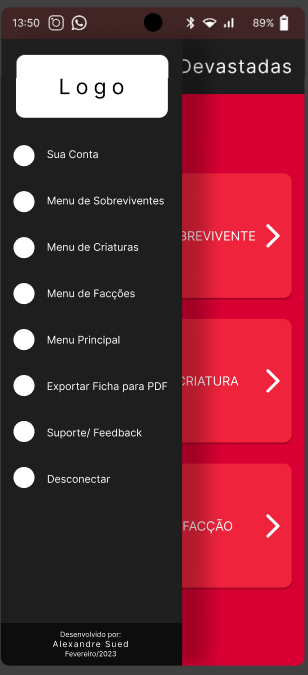 13:50
89%
Logo
Devastadas
Sua Conta
Menu de Sobreviventes
Menu de Criaturas
Menu de Facções
Menu Principal
Exportar Ficha para PDF
Suporte/ Feedback
Desconectar
BREVIVENTE
CRIATURA
FACÇÃO
Desenvolvido por:
Alexandre Sued
Fevereiro/2023